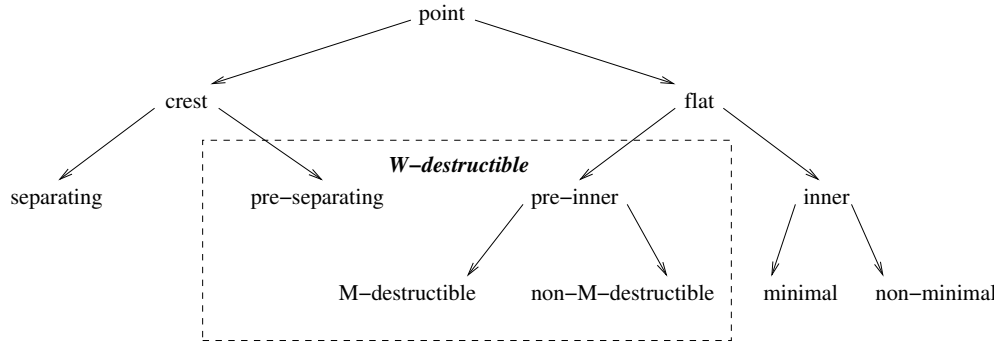 point
crest flat
W-destructible
separating pre-separating pre-inner inner
M-destructible non-M-destructible minimal non-minimal